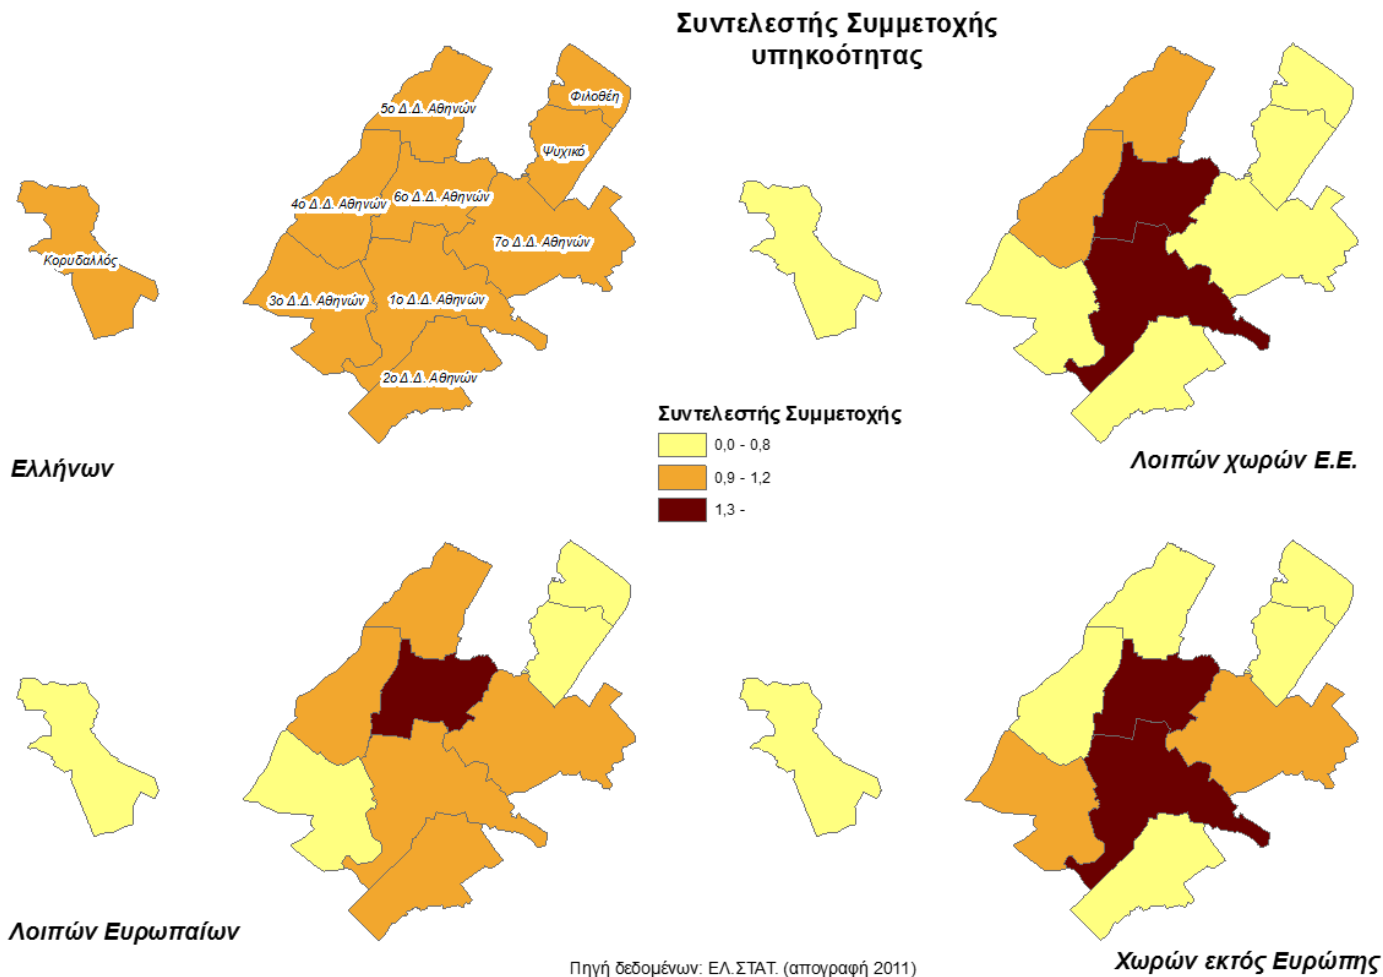 Συντελεστής Συμμετοχής
υπηκοότητας
5ο Δ.Δ. Αθηνών
Φιλοθέη
Ψυχικό
4ο Δ.Δ. Αθηνών
6ο Δ.Δ. Αθηνών
7ο Δ.Δ. Αθηνών
Κορυδαλλός
3ο Δ.Δ. Αθηνών
1ο Δ.Δ. Αθηνών
2ο Δ.Δ. Αθηνών
Ελλήνων
Λοιπών χωρών Ε.Ε.
Συντελεστής Συμμετοχής
0,0 - 0,8
0,9 - 1,2
1,3 -
Λοιπών Ευρωπαίων
Χωρών εκτός Ευρώπης
Πηγή δεδομένων: ΕΛ.ΣΤΑΤ. (απογραφή 2011)